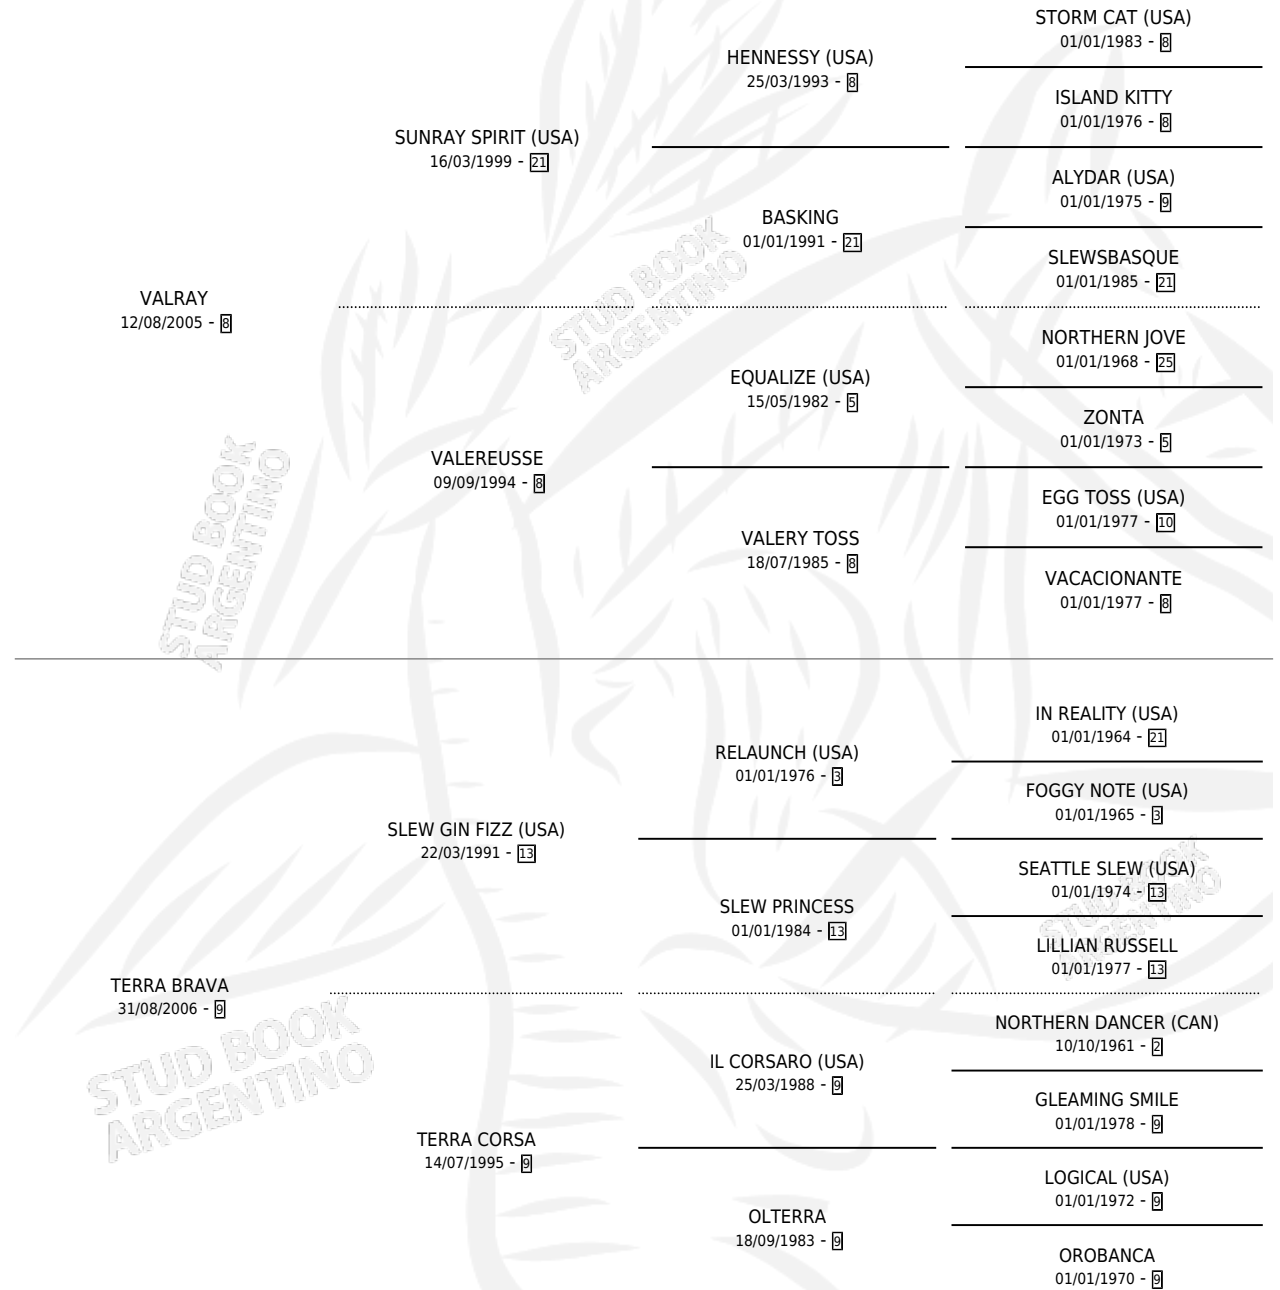 STORM CAT (USA)
01/01/1983 - 8
HENNESSY (USA)
25/03/1993 - 8
ISLAND KITTY
01/01/1976 - 8
SUNRAY SPIRIT (USA)
16/03/1999 - 21
ALYDAR (USA)
01/01/1975 - 9
BASKING
01/01/1991 - 21
SLEWSBASQUE
01/01/1985 - 21
VALRAY
12/08/2005 - 8
NORTHERN JOVE
01/01/1968 - 25
EQUALIZE (USA)
15/05/1982 - 5
ZONTA
01/01/1973 - 5
VALEREUSSE
09/09/1994 - 8
EGG TOSS (USA)
01/01/1977 - 10
VALERY TOSS
18/07/1985 - 8
VACACIONANTE
01/01/1977 - 8
IN REALITY (USA)
01/01/1964 - 21
RELAUNCH (USA)
01/01/1976 - 3
FOGGY NOTE (USA)
01/01/1965 - 3
SLEW GIN FIZZ (USA)
22/03/1991 - 13
SEATTLE SLEW (USA)
01/01/1974 - 13
SLEW PRINCESS
01/01/1984 - 13
LILLIAN RUSSELL
01/01/1977 - 13
TERRA BRAVA
31/08/2006 - 9
NORTHERN DANCER (CAN)
10/10/1961 - 2
IL CORSARO (USA)
25/03/1988 - 9
GLEAMING SMILE
01/01/1978 - 9
TERRA CORSA
14/07/1995 - 9
LOGICAL (USA)
01/01/1972 - 9
OLTERRA
18/09/1983 - 9
OROBANCA
01/01/1970 - 9
STUD BOOK
ARGENTINO
STUD BOOK
ARGENTINO
STUD BOOK
ARGENTINO
STUD BOOK
ARGENTINO